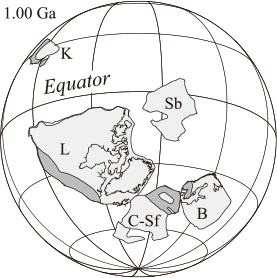 1.00 Ga
K
Equator
Sb
L
C-Sf
B